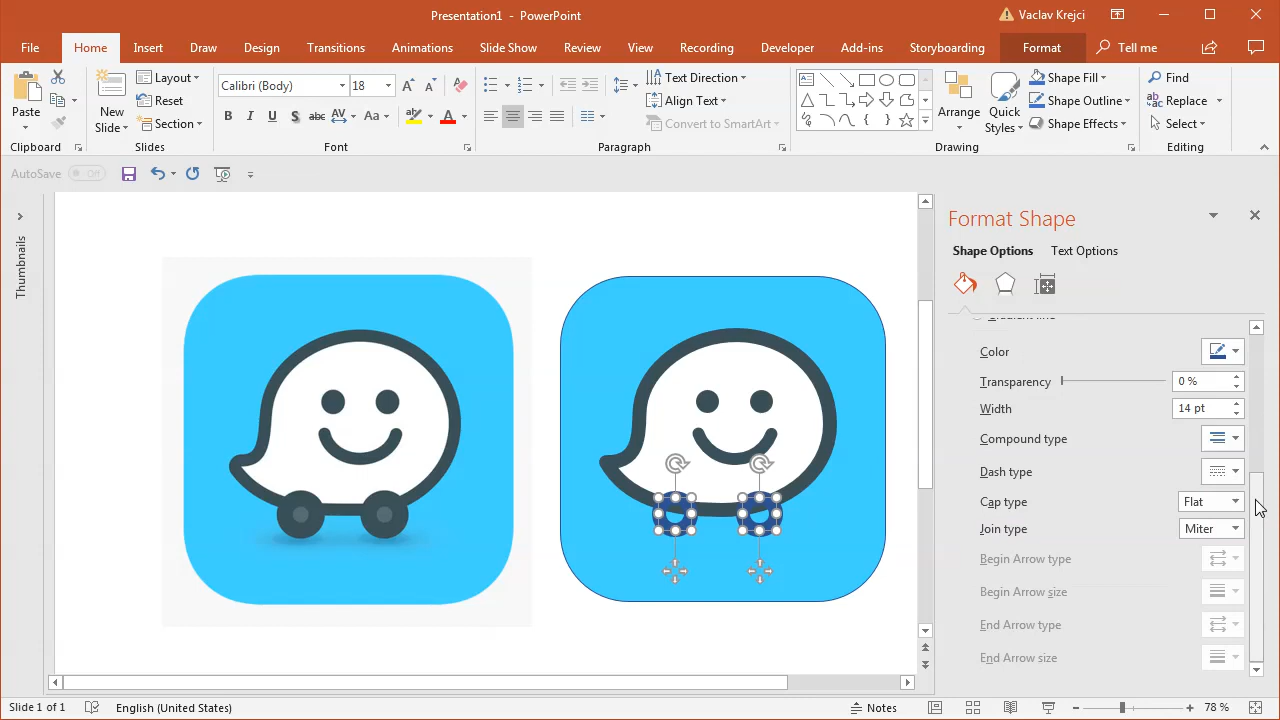 Presentation1 - PowerPoint
Vaclav Krejci
File Home Insert Draw Design Transitions Animations Slide Show Review View Recording Developer Add-ins Storyboarding Format Tell me
Paste
New
Slide
Layout
Reset
Section
Calibri (Body) 18
B I U S abc AV Aa A
Text Direction
Align Text
Convert to SmartArt
Arrange
Quick
Styles
Shape Fill
Shape Outline
Shape Effects
Find
Replace
Select
Clipboard Slides Font Paragraph Drawing Editing
AutoSave Off
Thumbnails
Format Shape
Shape Options Text Options
Gradient line
Color
Transparency 0 %
Width 14 pt
Compound type
Dash type
Cap type Flat
Join type Miter
Begin Arrow type
Begin Arrow size
End Arrow type
End Arrow size
Slide 1 of 1 English (United States) Notes 78 %